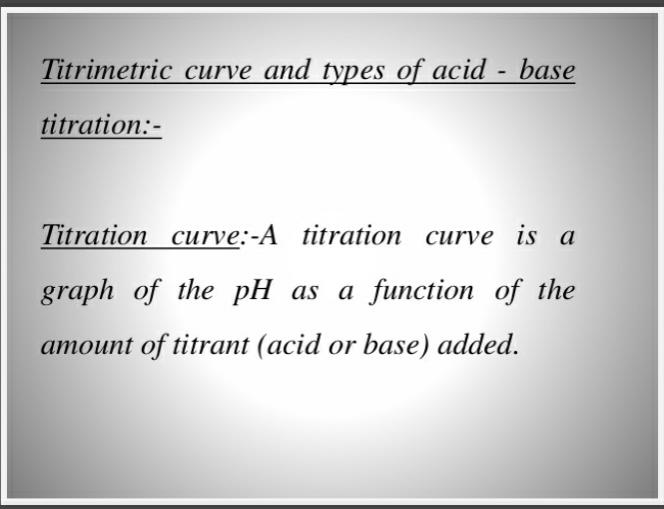 Titrimetric curve and types of acid - base
titration:-
Titration curve:-A titration curve is a
graph of the pH as a function of the
amount of titrant (acid or base) added.